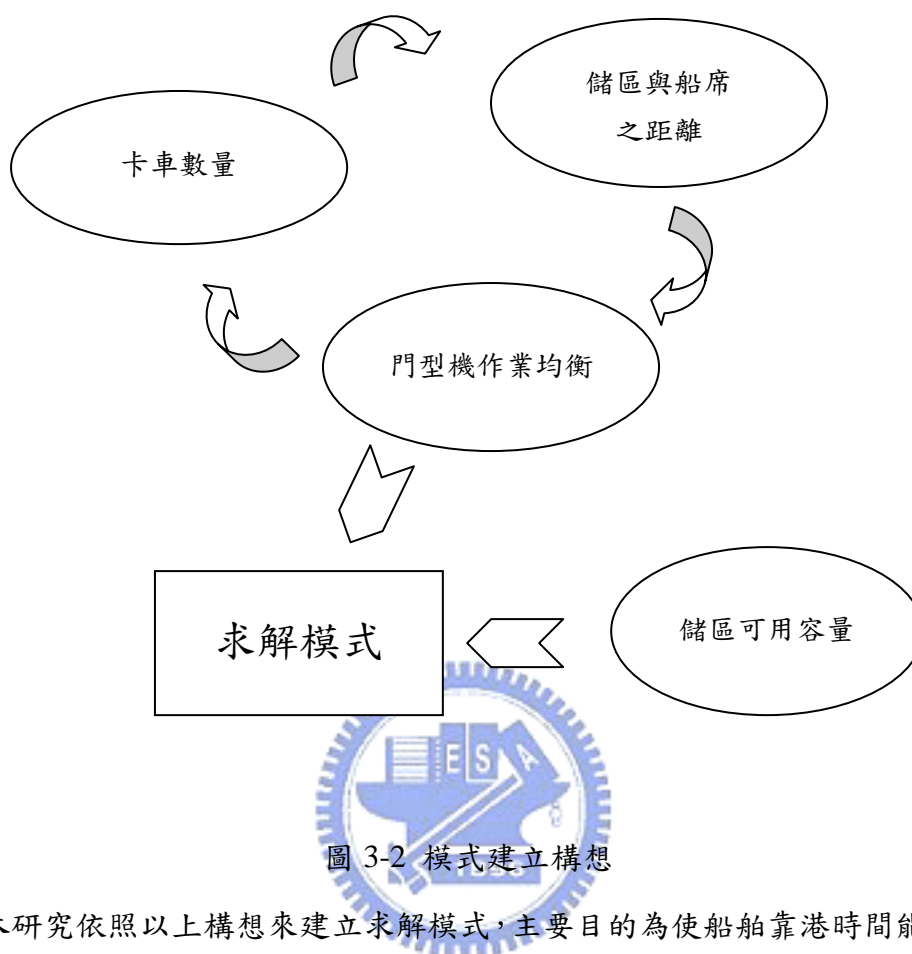 儲區與船席
之距離
卡車數量
門型機作業均衡
求解模式
儲區可用容量
E S A
圖 3-2 模式建立構想
本研究依照以上構想來建立求解模式，主要目的為使船舶靠港時間能